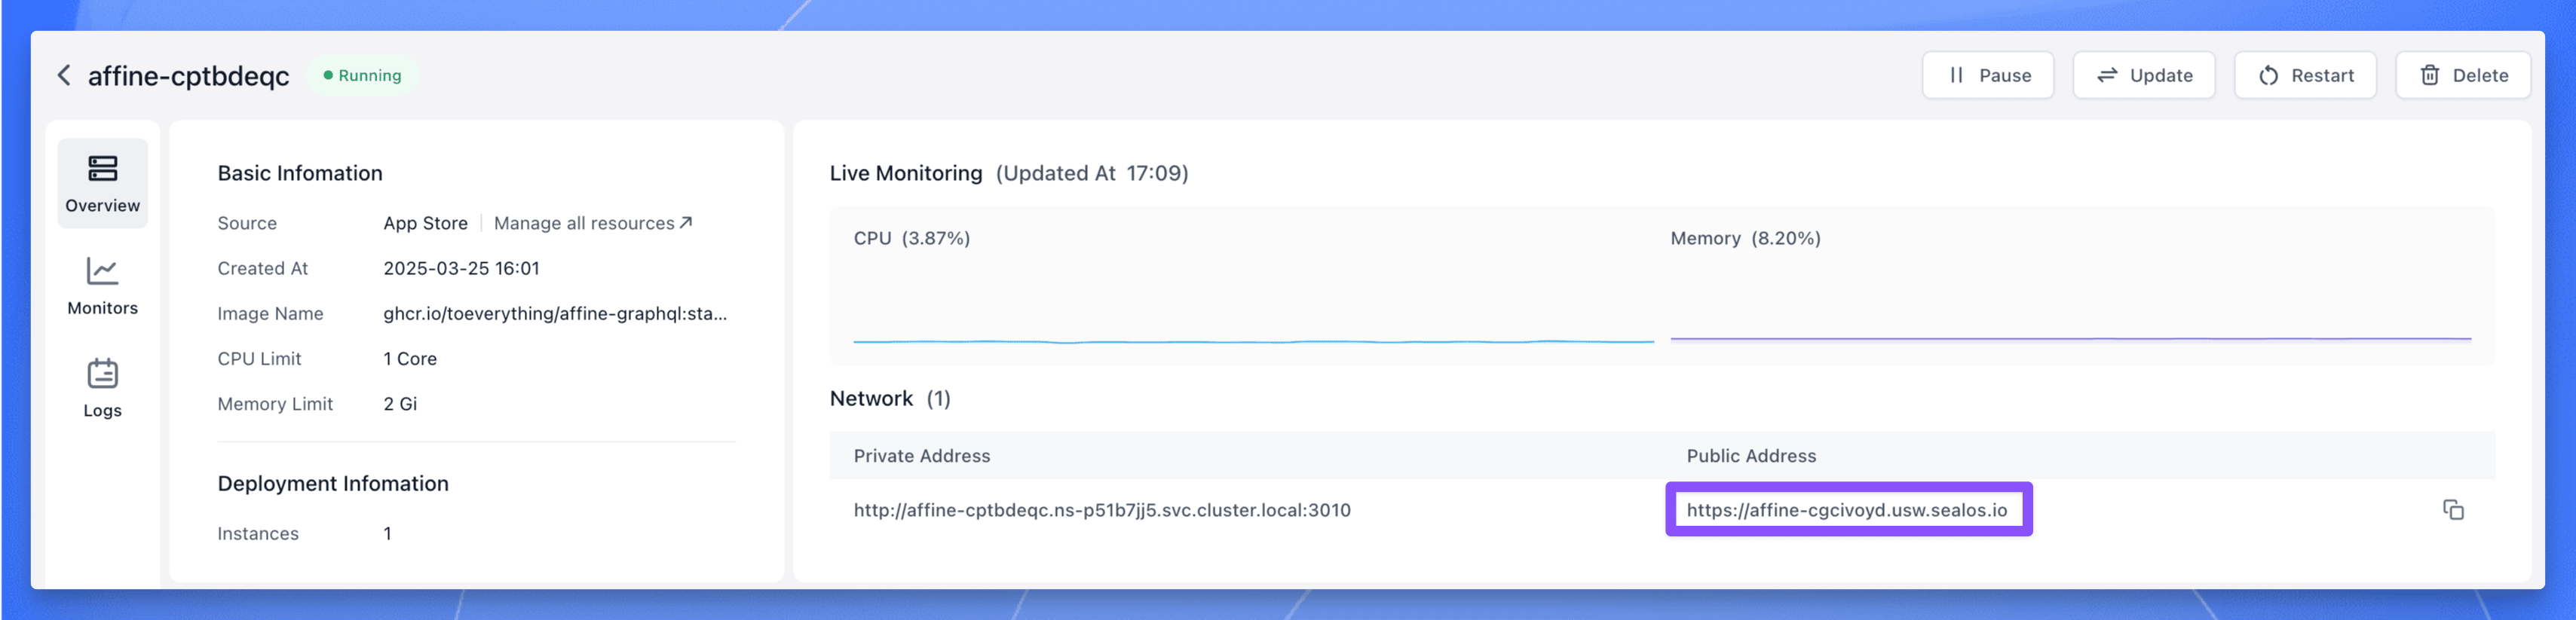 affine-cptbdeqc
Running
Pause
Update
Restart
Delete
Overview
Monitors
Logs
Basic Infomation
Source App Store Manage all resources
Created At 2025-03-25 16:01
Image Name ghcr.io/toeverything/affine-graphql:sta...
CPU Limit 1 Core
Memory Limit 2 Gi
Deployment Infomation
Instances 1
Live Monitoring (Updated At 17:09)
CPU (3.87%)
Memory (8.20%)
Network (1)
Private Address Public Address
http://affine-cptbdeqc.ns-p51b7jj5.svc.cluster.local:3010 https://affine-cgcivoyd.usw.sealos.io